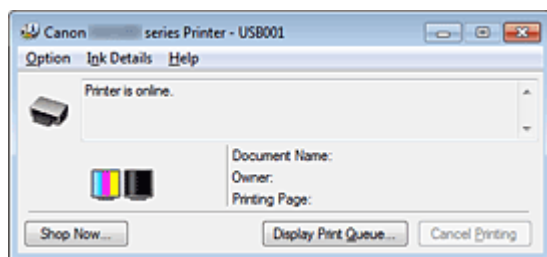 Canon series Printer - USB001
Option Ink Details Help
Printer is online.
Document Name:
Owner:
Printing Page:
Shop Now... Display Print Queue... Cancel Printing